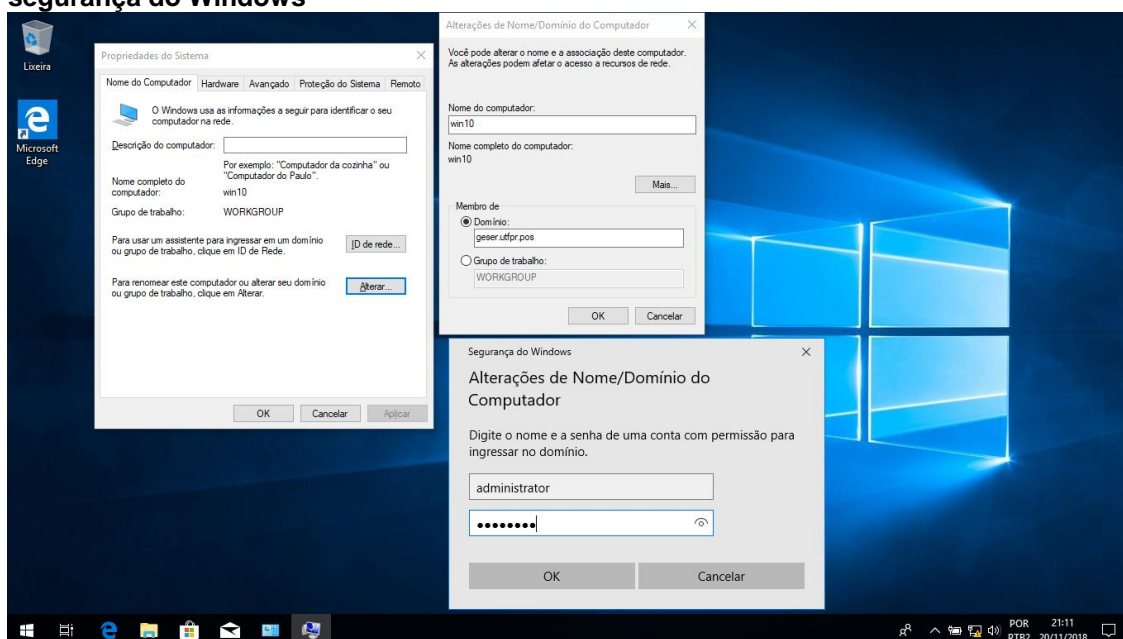 segurança do Windows
Lixeira
Microsoft
Edge
Propriedades do Sistema
Nome do Computador Hardware Avançado Proteção do Sistema Remoto
O Windows usa as informações a seguir para identificar o seu
computador na rede.
Descrição do computador:
Por exemplo: "Computador da cozinha" ou
"Computador do Paulo".
Nome completo do
computador: win10
Grupo de trabalho: WORKGROUP
Para usar um assistente para ingressar em um domínio
ou grupo de trabalho, clique em ID de Rede.
ID de rede...
Para renomear este computador ou alterar seu domínio
ou grupo de trabalho, clique em Alterar.
Alterar...
OK Cancelar Aplicar
Alterações de Nome/Domínio do Computador
Você pode alterar o nome e a associação deste computador.
As alterações podem afetar o acesso a recursos de rede.
Nome do computador:
win10
Nome completo do computador:
win10
Mais...
Membro de
Domínio:
geser.utfpr.pos
Grupo de trabalho:
WORKGROUP
OK Cancelar
Segurança do Windows
Alterações de Nome/Domínio do
Computador
Digite o nome e a senha de uma conta com permissão para
ingressar no domínio.
administrator
●●●●●●●●
OK Cancelar
POR 21:11
PTB2 20/11/2018